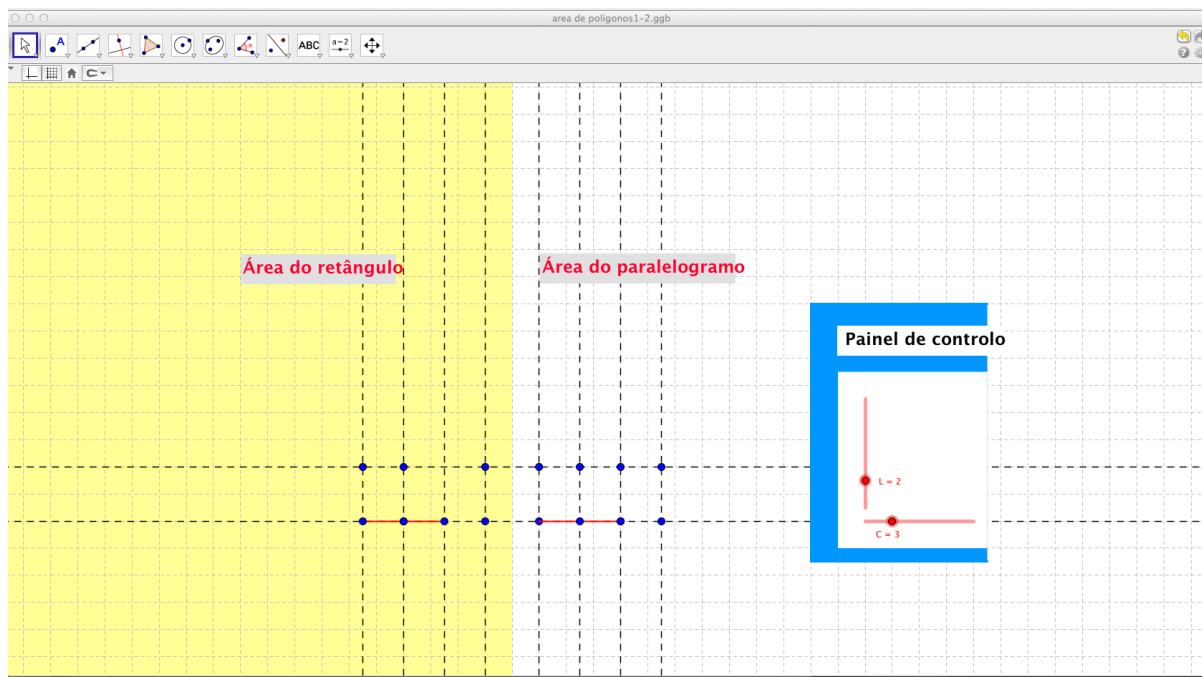 area de poligonos1-2.ggb
A
ABC
a=2
Área do retângulo
Área do paralelogramo
Painel de controlo
L = 2
C = 3